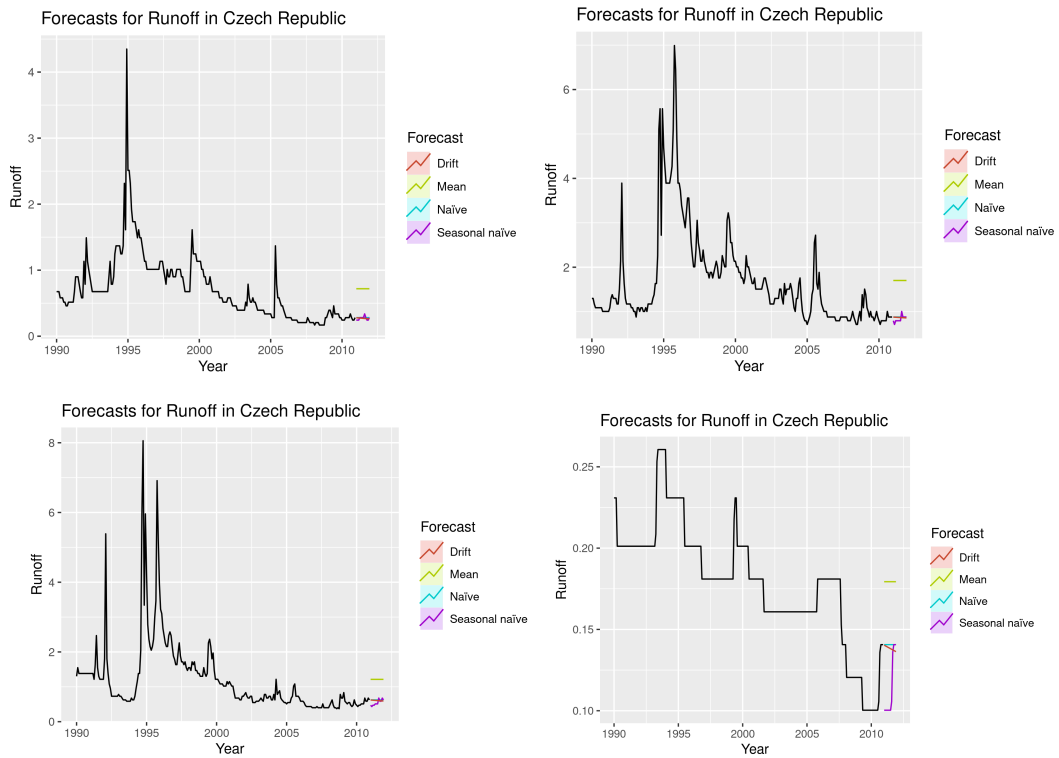 Forecasts for Runoff in Czech Republic
4
3
2
1
0
Runoff
1990 1995 2000 2005 2010
Year
Forecast
Drift
Mean
Naïve
Seasonal naïve
Forecasts for Runoff in Czech Republic
6
4
2
Runoff
1990 1995 2000 2005 2010
Year
Forecast
Drift
Mean
Naïve
Seasonal naïve
Forecasts for Runoff in Czech Republic
8
6
4
2
0
Runoff
1990 1995 2000 2005 2010
Year
Forecast
Drift
Mean
Naïve
Seasonal naïve
Forecasts for Runoff in Czech Republic
0.25
0.20
0.15
0.10
Runoff
1990 1995 2000 2005 2010
Year
Forecast
Drift
Mean
Naïve
Seasonal naïve